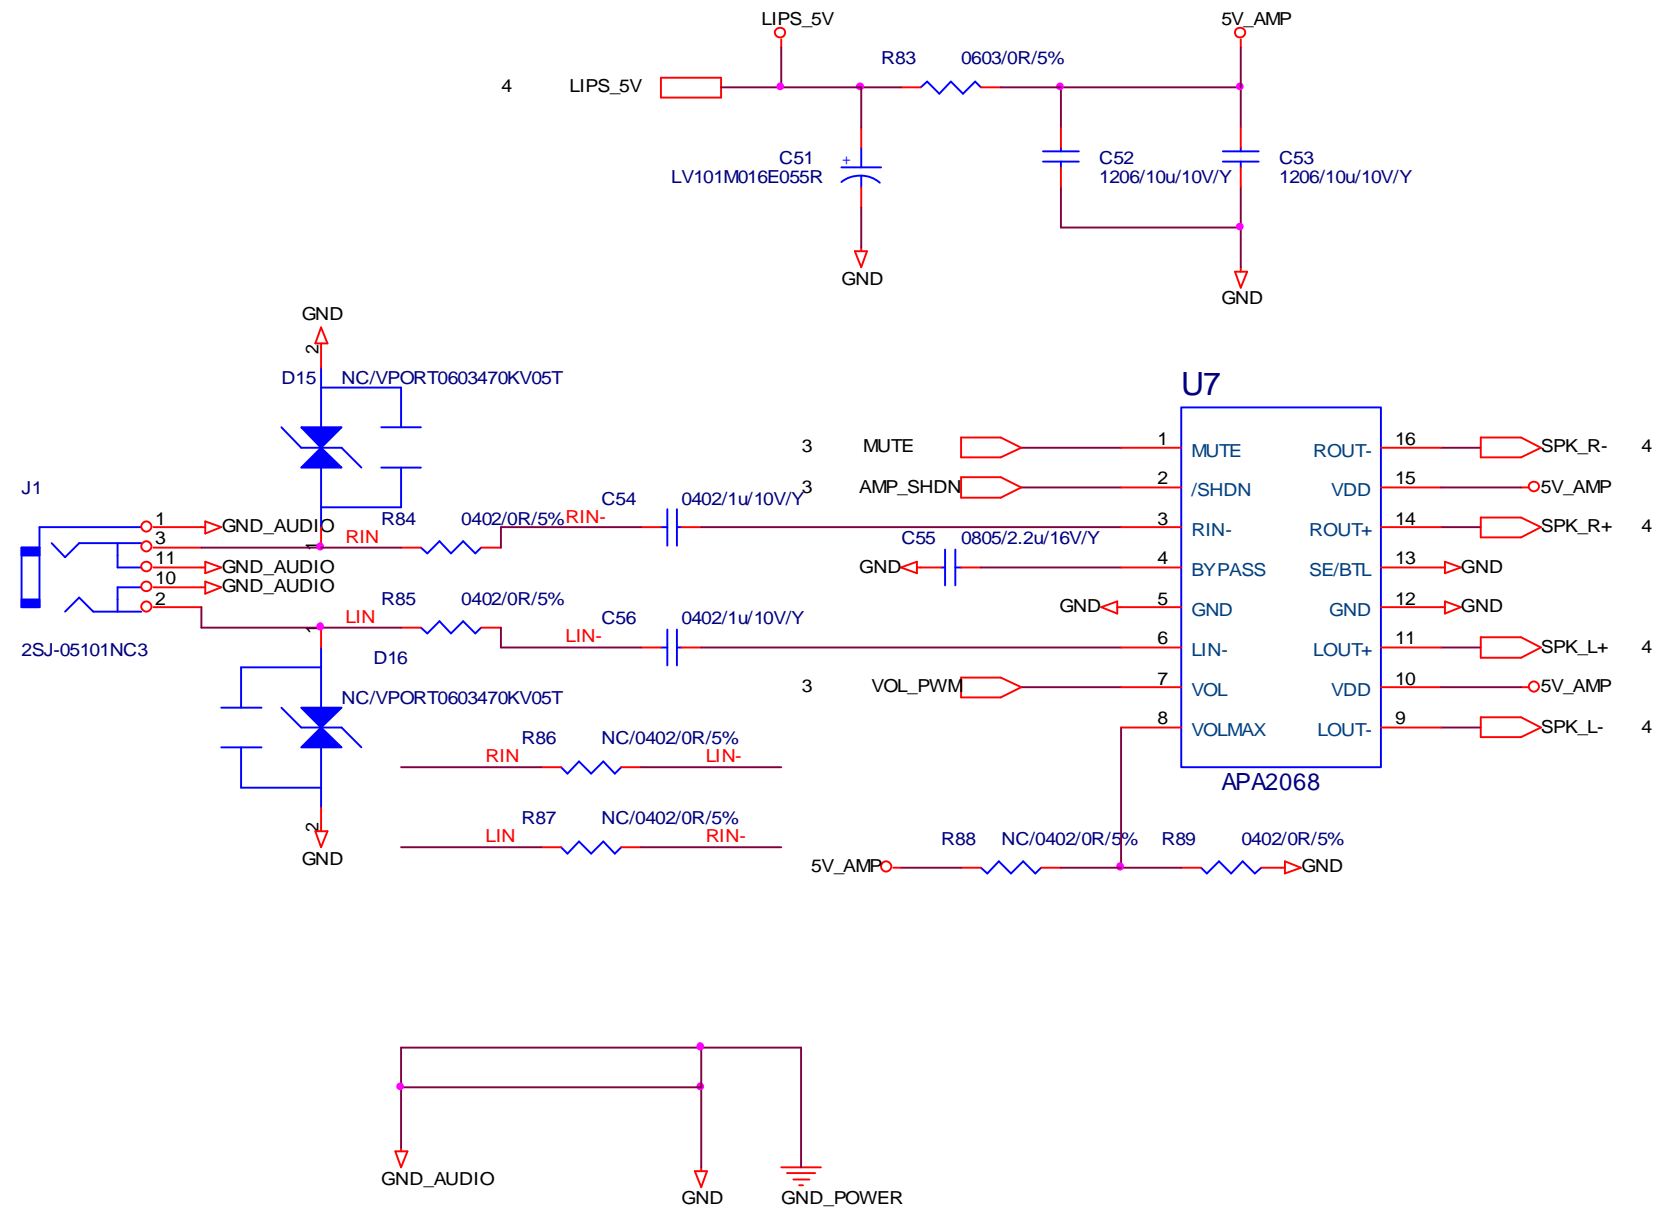 LIPS_5V
5V_AMP
R83 0603/0R/5%
4 LIPS_5V
C51
LV101M016E055R
+
C52
1206/10u/10V/Y
C53
1206/10u/10V/Y
GND
GND
GND
2
D15 NC/VPORT0603470KV05T
U7
3 MUTE 1 MUTE ROUT- 16 SPK_R- 4
3 AMP_SHDN 2 /SHDN VDD 15 5V_AMP
J1
C54 0402/1u/10V/Y
1 GND_AUDIO
R84 0402/0R/5% RIN-
3 RIN 1
3 RIN- ROUT+ 14 SPK_R+ 4
C55 0805/2.2u/16V/Y
11 GND_AUDIO
GND 4 BYPASS SE/BTL 13 GND
10 GND_AUDIO
2
R85 0402/0R/5%
GND 5 GND GND 12 GND
LIN 1
C56 0402/1u/10V/Y
LIN-
6 LIN- LOUT+ 11 SPK_L+ 4
2SJ-05101NC3
D16
NC/VPORT0603470KV05T
3 VOL_PWM 7 VOL VDD 10 5V_AMP
8 VOLMAX LOUT- 9 SPK_L- 4
R86 NC/0402/0R/5%
RIN LIN-
APA2068
R87 NC/0402/0R/5%
LIN RIN-
2
GND
R88 NC/0402/0R/5% R89 0402/0R/5%
5V_AMP GND
GND_AUDIO
GND
GND_POWER